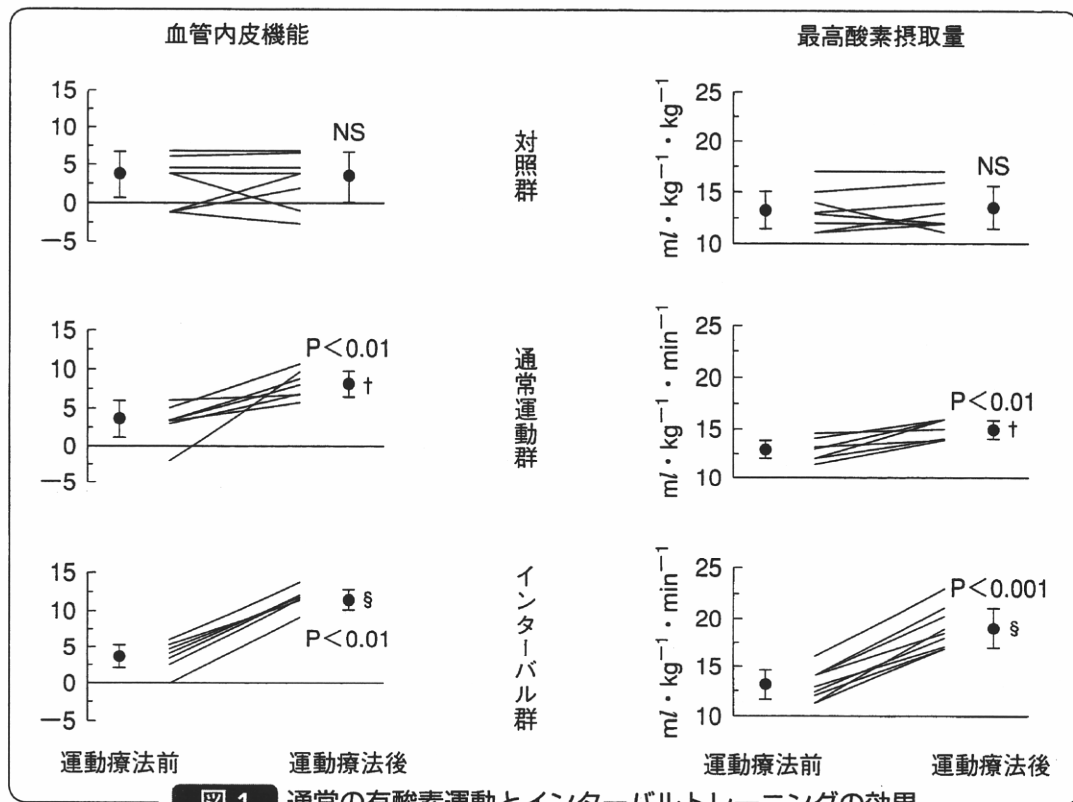 血管内皮機能
最高酸素摂取量
15
10
5
0
−5
NS
対照群
ml・kg⁻¹・kg⁻¹
25
20
15
10
NS
15
10
5
0
−5
P<0.01
†
通常運動群
ml・kg⁻¹・min⁻¹
25
20
15
10
P<0.01
†
15
10
5
0
−5
§
P<0.01
インターバル群
ml・kg⁻¹・min⁻¹
25
20
15
10
P<0.001
§
運動療法前
運動療法後
運動療法前
運動療法後
図1 通常の有酸素運動とインターバルトレーニングの効果